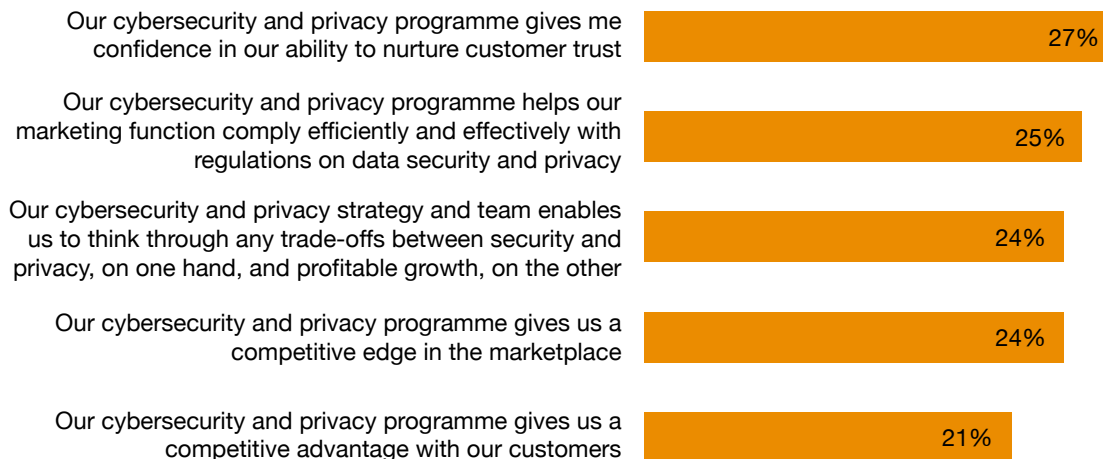 Our cybersecurity and privacy programme gives me
confidence in our ability to nurture customer trust
27%
Our cybersecurity and privacy programme helps our
marketing function comply efficiently and effectively with
regulations on data security and privacy
25%
Our cybersecurity and privacy strategy and team enables
us to think through any trade-offs between security and
privacy, on one hand, and profitable growth, on the other
24%
Our cybersecurity and privacy programme gives us a
competitive edge in the marketplace
24%
Our cybersecurity and privacy programme gives us a
competitive advantage with our customers
21%